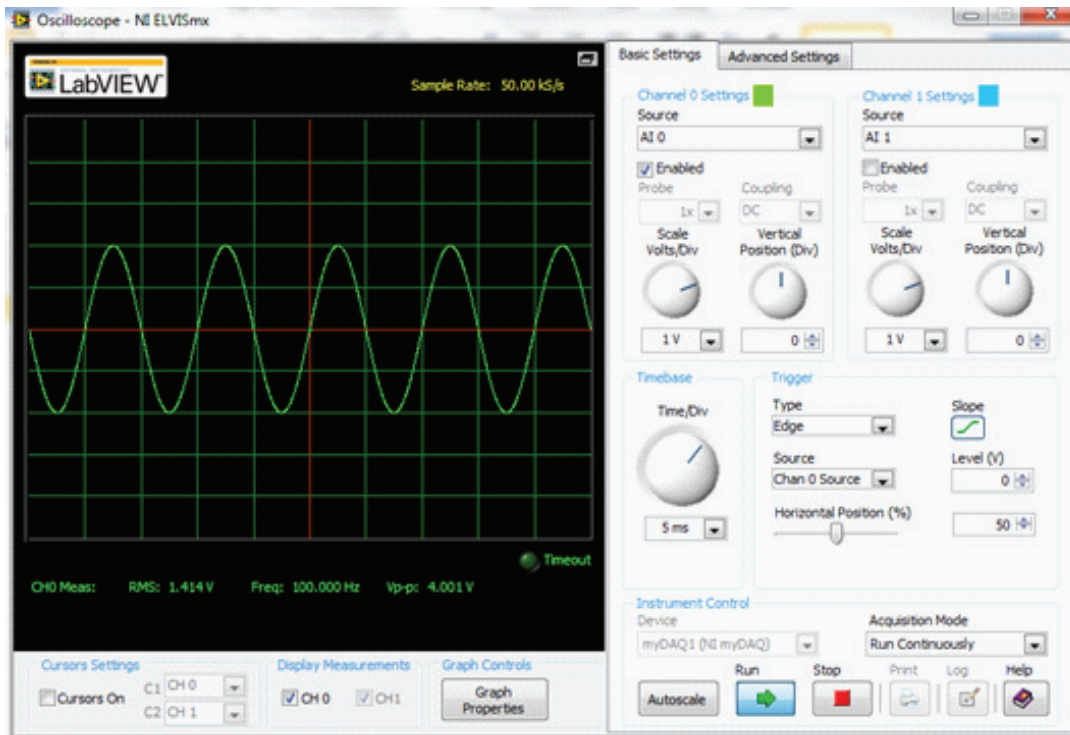 Oscilloscope - NI ELVISmx
LabVIEW
Sample Rate: 50.00 kS/s
Timeout
CH0 Meas: RMS: 1.414 V Freq: 100.000 Hz Vp-p: 4.001 V
Cursors Settings
Cursors On
C1 CH 0
C2 CH 1
Display Measurements
CH 0 CH1
Graph Controls
Graph
Properties
Basic Settings Advanced Settings
Channel 0 Settings
Source
AI 0
Enabled
Probe Coupling
1x DC
Scale Vertical
Volts/Div Position (Div)
1 V 0
Channel 1 Settings
Source
AI 1
Enabled
Probe Coupling
1x DC
Scale Vertical
Volts/Div Position (Div)
1 V 0
Timebase
Time/Div
5 ms
Trigger
Type Slope
Edge
Source Level (V)
Chan 0 Source 0
Horizontal Position (%)
50
Instrument Control
Device Acquisition Mode
myDAQ1 (NI myDAQ) Run Continuously
Run Stop Print Log Help
Autoscale